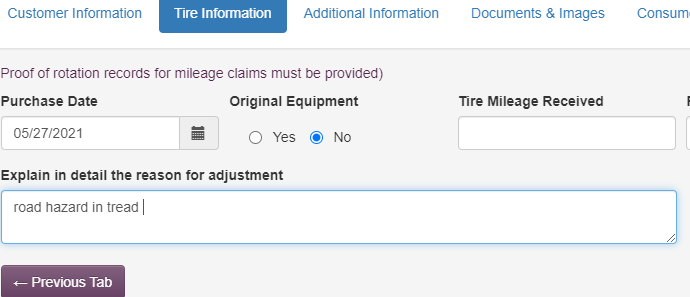 Customer Information Tire Information Additional Information Documents & Images
Proof of rotation records for mileage claims must be provided)
Purchase Date Original Equipment Tire Mileage Received
05/27/2021 Yes No
Explain in detail the reason for adjustment
road hazard in tread
← Previous Tab